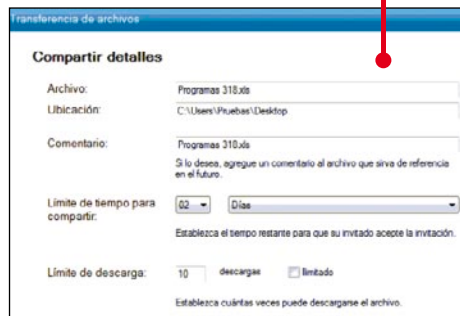 Transferencia de archivos
Compartir detalles
Archivo: Programas 318.xls
Ubicación: C:\Users\Pruebas\Desktop
Comentario: Programas 318.xls
Si lo desea, agregue un comentario al archivo que sirva de referencia
en el futuro.
Límite de tiempo para 02 Días
compartir:
Establezca el tiempo restante para que su invitado acepte la invitación.
Límite de descarga: 10 descargas limitado
Establezca cuántas veces puede descargarse el archivo.